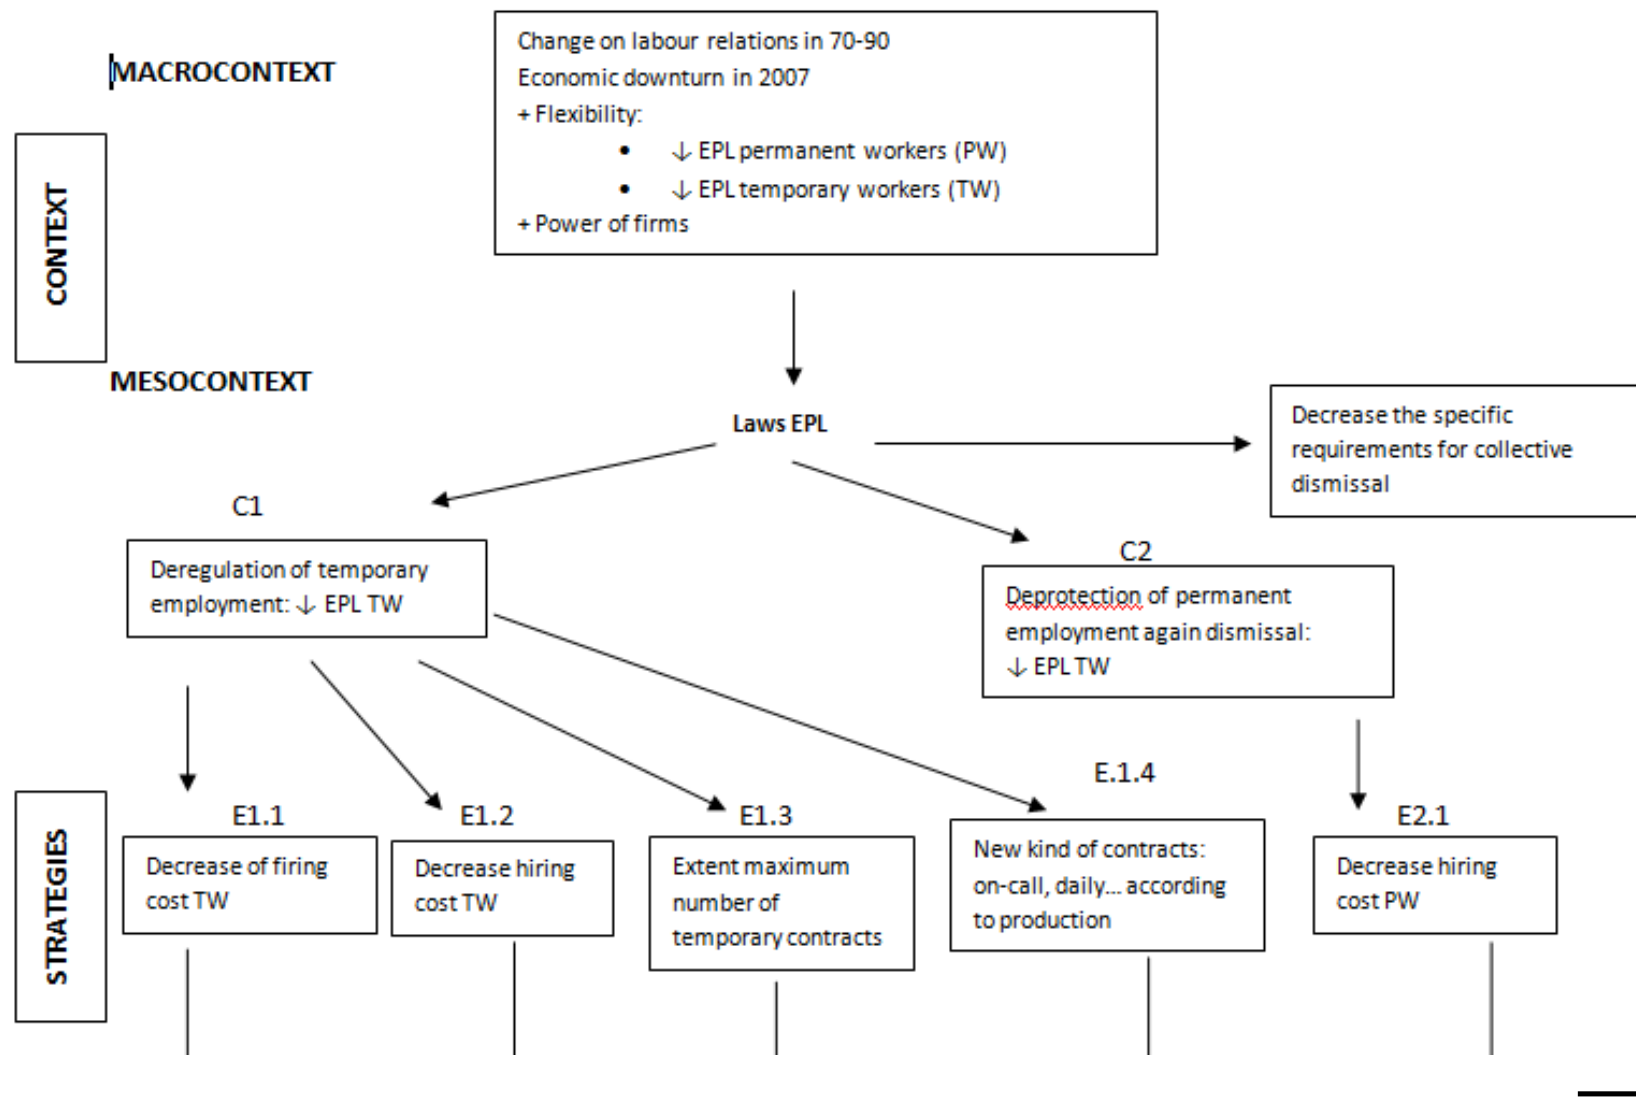 MACROCONTEXT
Change on labour relations in 70-90
Economic downturn in 2007
+ Flexibility:
• ↓ EPL permanent workers (PW)
• ↓ EPL temporary workers (TW)
+ Power of firms
CONTEXT
MESOCONTEXT
Laws EPL
Decrease the specific
requirements for collective
dismissal
C1
Deregulation of temporary
employment: ↓ EPL TW
C2
Deprotection of permanent
employment again dismissal:
↓ EPL TW
STRATEGIES
E1.1
Decrease of firing
cost TW
E1.2
Decrease hiring
cost TW
E1.3
Extent maximum
number of
temporary contracts
E.1.4
New kind of contracts:
on-call, daily... according
to production
E2.1
Decrease hiring
cost PW